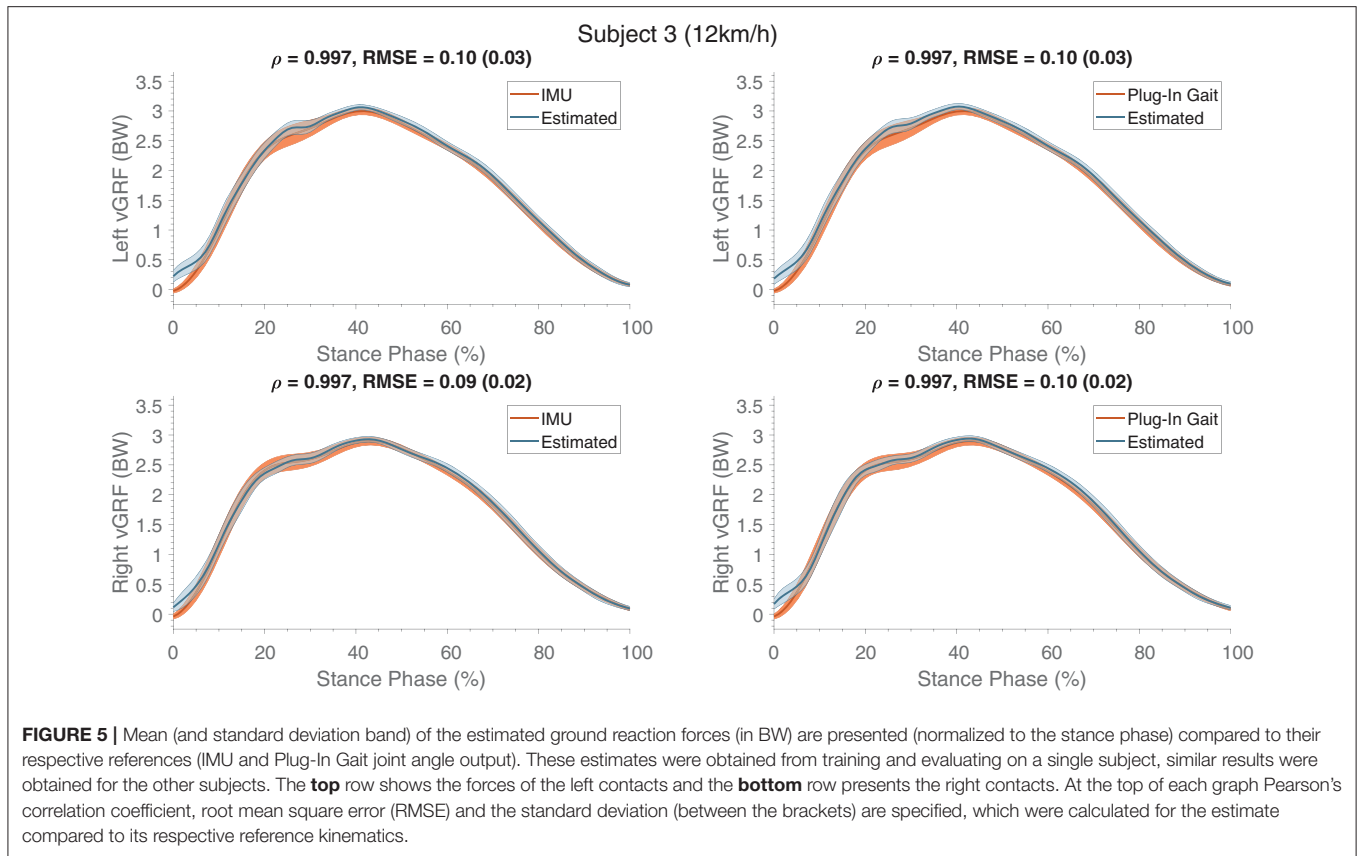 Subject 3 (12km/h)
ρ = 0.997, RMSE = 0.10 (0.03)
3.5
3
2.5
2
1.5
1
0.5
0
Left vGRF (BW)
IMU
Estimated
0 20 40 60 80 100
Stance Phase (%)
ρ = 0.997, RMSE = 0.10 (0.03)
3.5
3
2.5
2
1.5
1
0.5
0
Left vGRF (BW)
Plug-In Gait
Estimated
0 20 40 60 80 100
Stance Phase (%)
ρ = 0.997, RMSE = 0.09 (0.02)
3.5
3
2.5
2
1.5
1
0.5
0
Right vGRF (BW)
IMU
Estimated
0 20 40 60 80 100
Stance Phase (%)
ρ = 0.997, RMSE = 0.10 (0.02)
3.5
3
2.5
2
1.5
1
0.5
0
Right vGRF (BW)
Plug-In Gait
Estimated
0 20 40 60 80 100
Stance Phase (%)
FIGURE 5 | Mean (and standard deviation band) of the estimated ground reaction forces (in BW) are presented (normalized to the stance phase) compared to their
respective references (IMU and Plug-In Gait joint angle output). These estimates were obtained from training and evaluating on a single subject, similar results were
obtained for the other subjects. The top row shows the forces of the left contacts and the bottom row presents the right contacts. At the top of each graph Pearson's
correlation coefficient, root mean square error (RMSE) and the standard deviation (between the brackets) are specified, which were calculated for the estimate
compared to its respective reference kinematics.